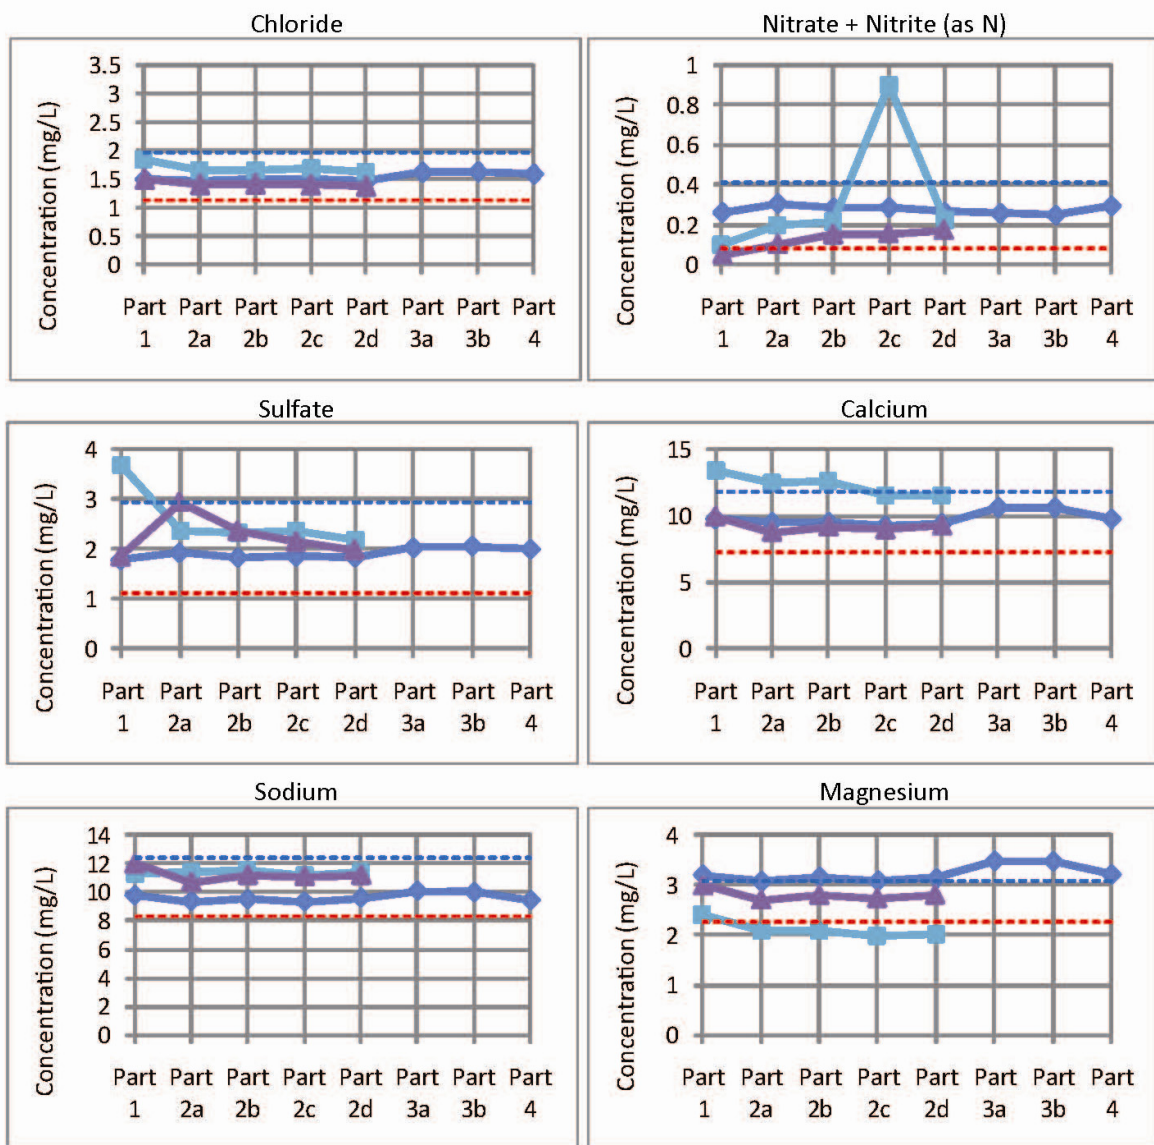 Chloride
Concentration (mg/L)
3.5
3
2.5
2
1.5
1
0.5
0
Part Part Part Part Part Part Part Part
1 2a 2b 2c 2d 3a 3b 4
Nitrate + Nitrite (as N)
Concentration (mg/L)
1
0.8
0.6
0.4
0.2
0
Part Part Part Part Part Part Part Part
1 2a 2b 2c 2d 3a 3b 4
Sulfate
Concentration (mg/L)
4
3
2
1
0
Part Part Part Part Part Part Part Part
1 2a 2b 2c 2d 3a 3b 4
Calcium
Concentration (mg/L)
15
10
5
0
Part Part Part Part Part Part Part Part
1 2a 2b 2c 2d 3a 3b 4
Sodium
Concentration (mg/L)
14
12
10
8
6
4
2
0
Part Part Part Part Part Part Part Part
1 2a 2b 2c 2d 3a 3b 4
Magnesium
Concentration (mg/L)
4
3
2
1
0
Part Part Part Part Part Part Part Part
1 2a 2b 2c 2d 3a 3b 4